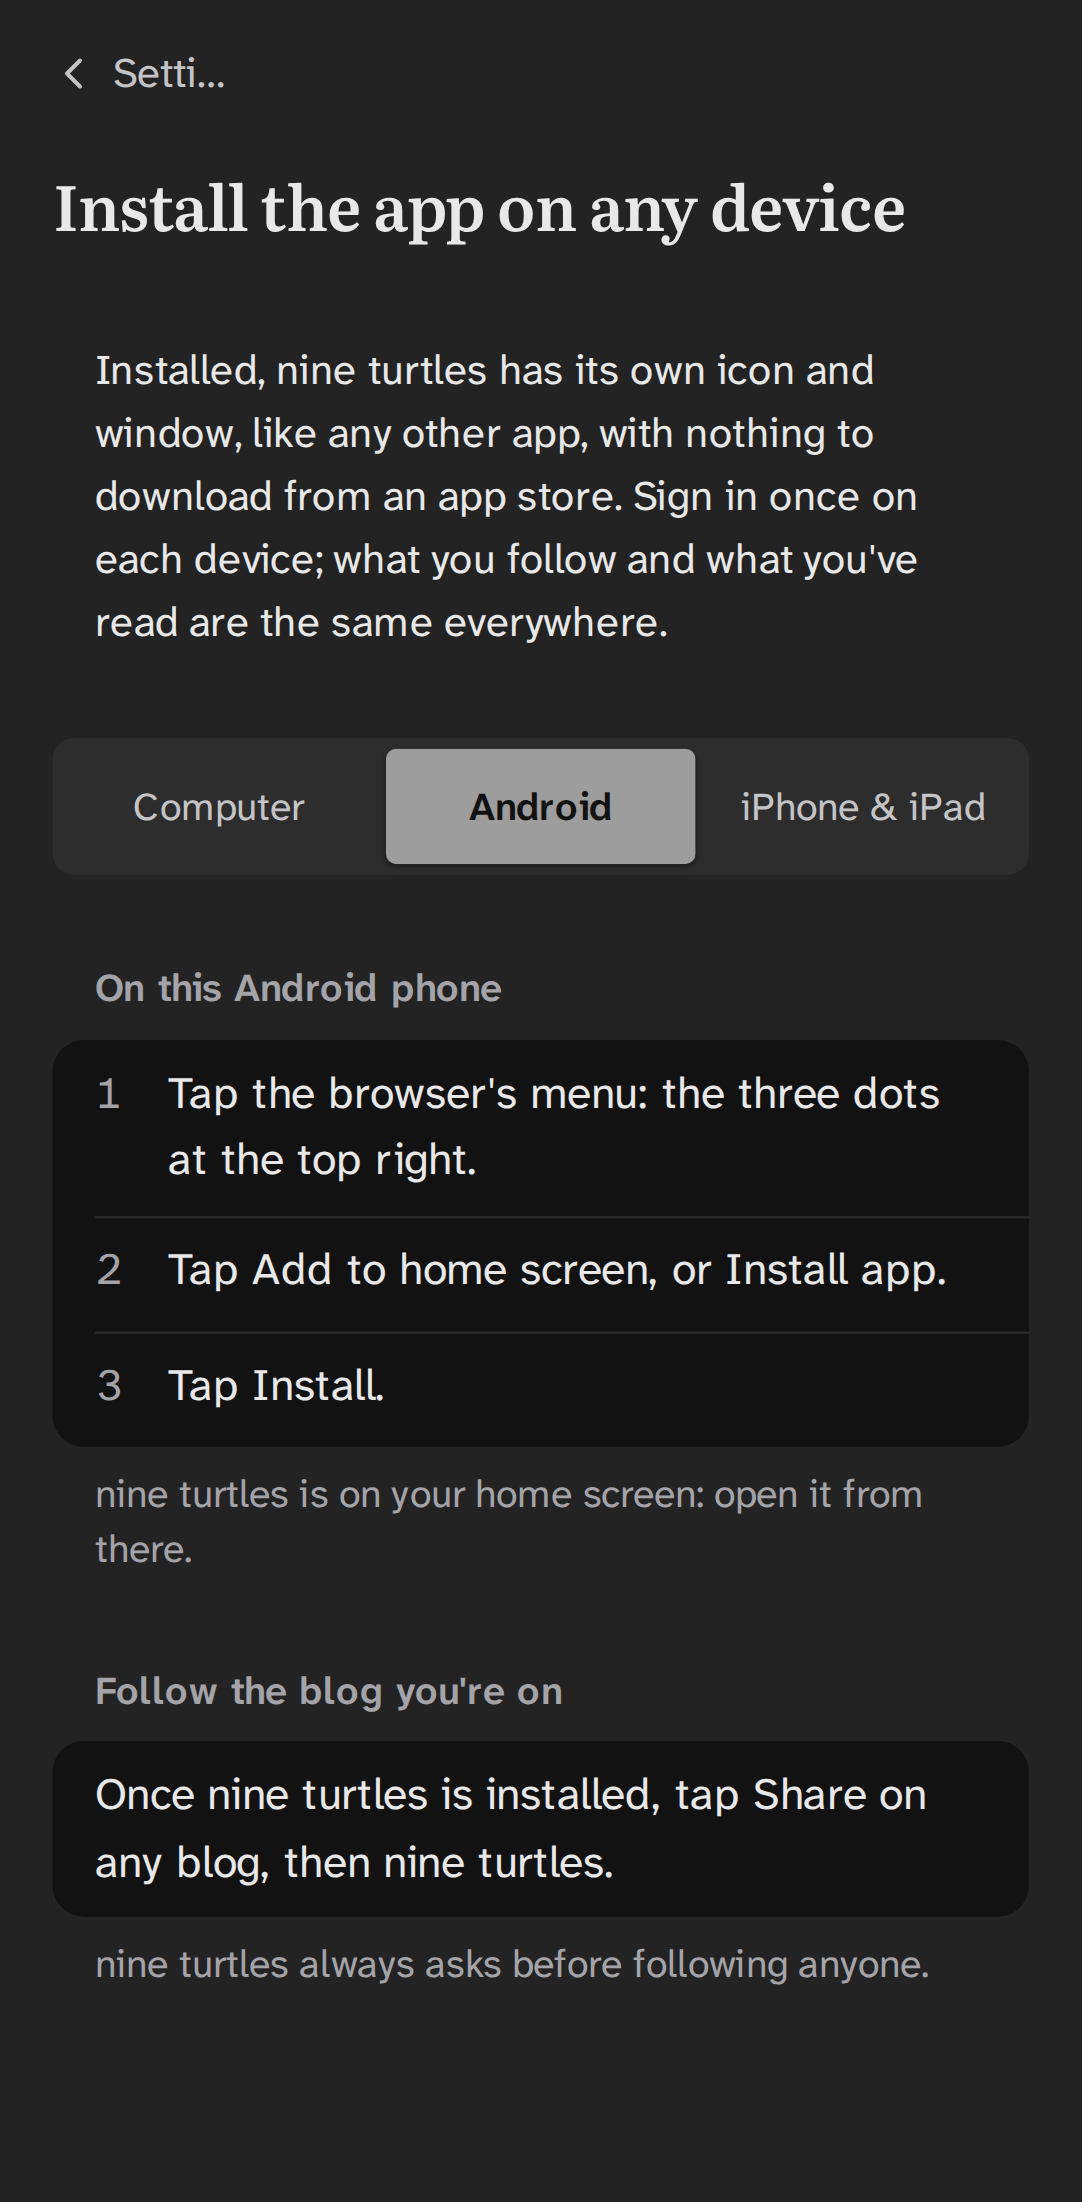 Setti...
Install the app on any device
Installed, nine turtles has its own icon and
window, like any other app, with nothing to
download from an app store. Sign in once on
each device; what you follow and what you've
read are the same everywhere.
Computer
Android
iPhone & iPad
On this Android phone
1 Tap the browser's menu: the three dots
at the top right.
2 Tap Add to home screen, or Install app.
3 Tap Install.
nine turtles is on your home screen: open it from
there.
Follow the blog you're on
Once nine turtles is installed, tap Share on
any blog, then nine turtles.
nine turtles always asks before following anyone.